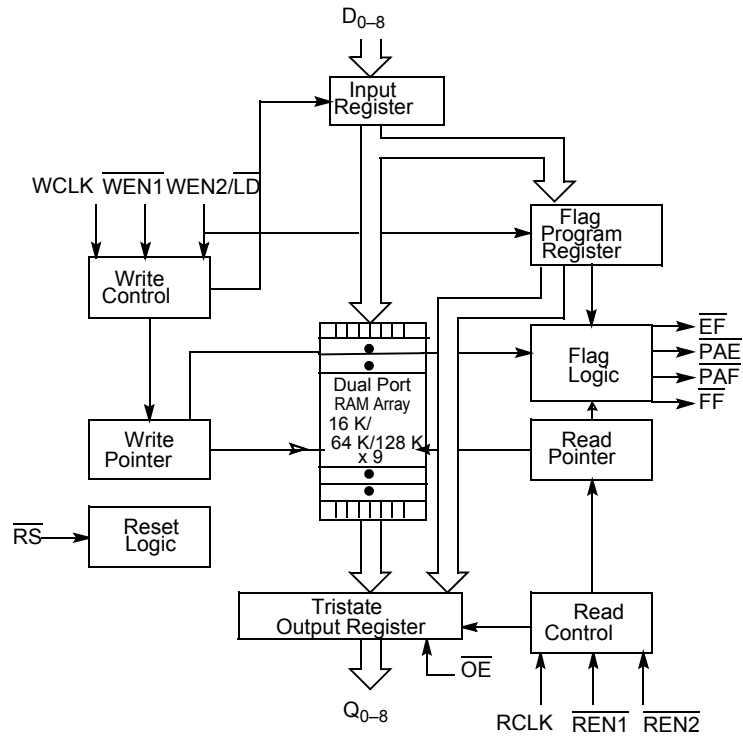 D0–8
Input
Register
WCLK WEN1 WEN2/LD
Flag
Program
Register
Write
Control
EF
PAE
PAF
FF
Flag
Logic
Dual Port
RAM Array
16 K/
64 K/128 K
x 9
Write
Pointer
Read
Pointer
RS
Reset
Logic
Tristate
Output Register
Read
Control
OE
Q0–8
RCLK REN1 REN2